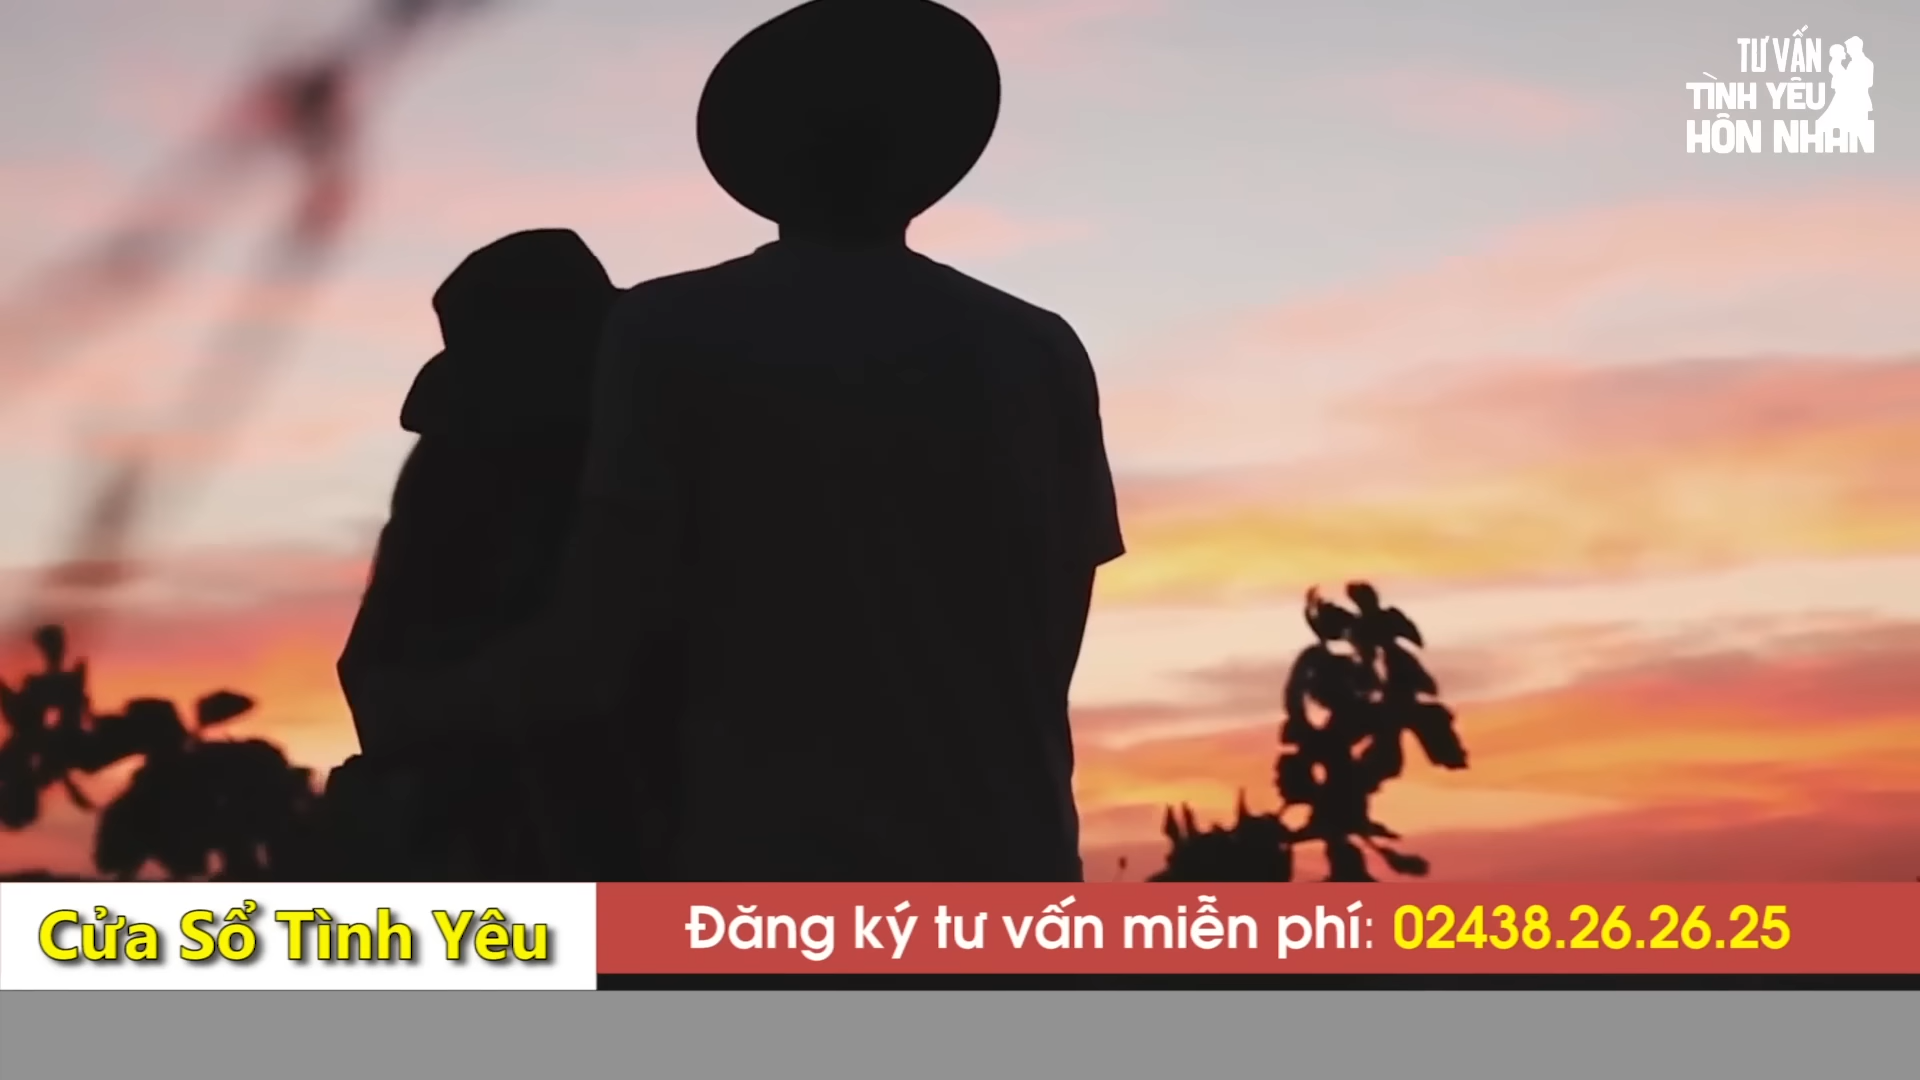 TƯ VẤN
TÌNH YÊU
HÔN NHÂN
Cửa Sổ Tình Yêu
Đăng ký tư vấn miễn phí: 02438.26.26.25